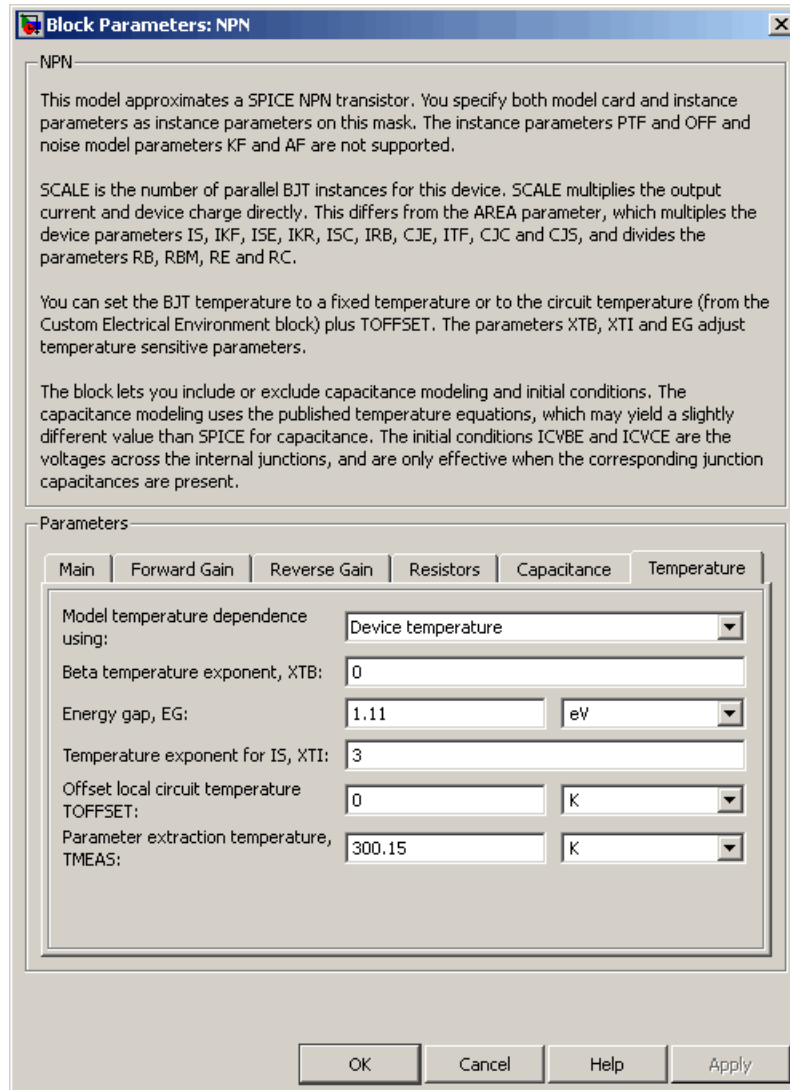 Block Parameters: NPN
NPN
This model approximates a SPICE NPN transistor. You specify both model card and instance
parameters as instance parameters on this mask. The instance parameters PTF and OFF and
noise model parameters KF and AF are not supported.
SCALE is the number of parallel BJT instances for this device. SCALE multiplies the output
current and device charge directly. This differs from the AREA parameter, which multiples the
device parameters IS, IKF, ISE, IKR, ISC, IRB, CJE, ITF, CJC and CJS, and divides the
parameters RB, RBM, RE and RC.
You can set the BJT temperature to a fixed temperature or to the circuit temperature (from the
Custom Electrical Environment block) plus TOFFSET. The parameters XTB, XTI and EG adjust
temperature sensitive parameters.
The block lets you include or exclude capacitance modeling and initial conditions. The
capacitance modeling uses the published temperature equations, which may yield a slightly
different value than SPICE for capacitance. The initial conditions ICVBE and ICVCE are the
voltages across the internal junctions, and are only effective when the corresponding junction
capacitances are present.
Parameters
Main Forward Gain Reverse Gain Resistors Capacitance Temperature
Model temperature dependence
using: Device temperature
Beta temperature exponent, XTB: 0
Energy gap, EG: 1.11 eV
Temperature exponent for IS, XTI: 3
Offset local circuit temperature
TOFFSET: 0 K
Parameter extraction temperature,
TMEAS: 300.15 K
OK Cancel Help Apply